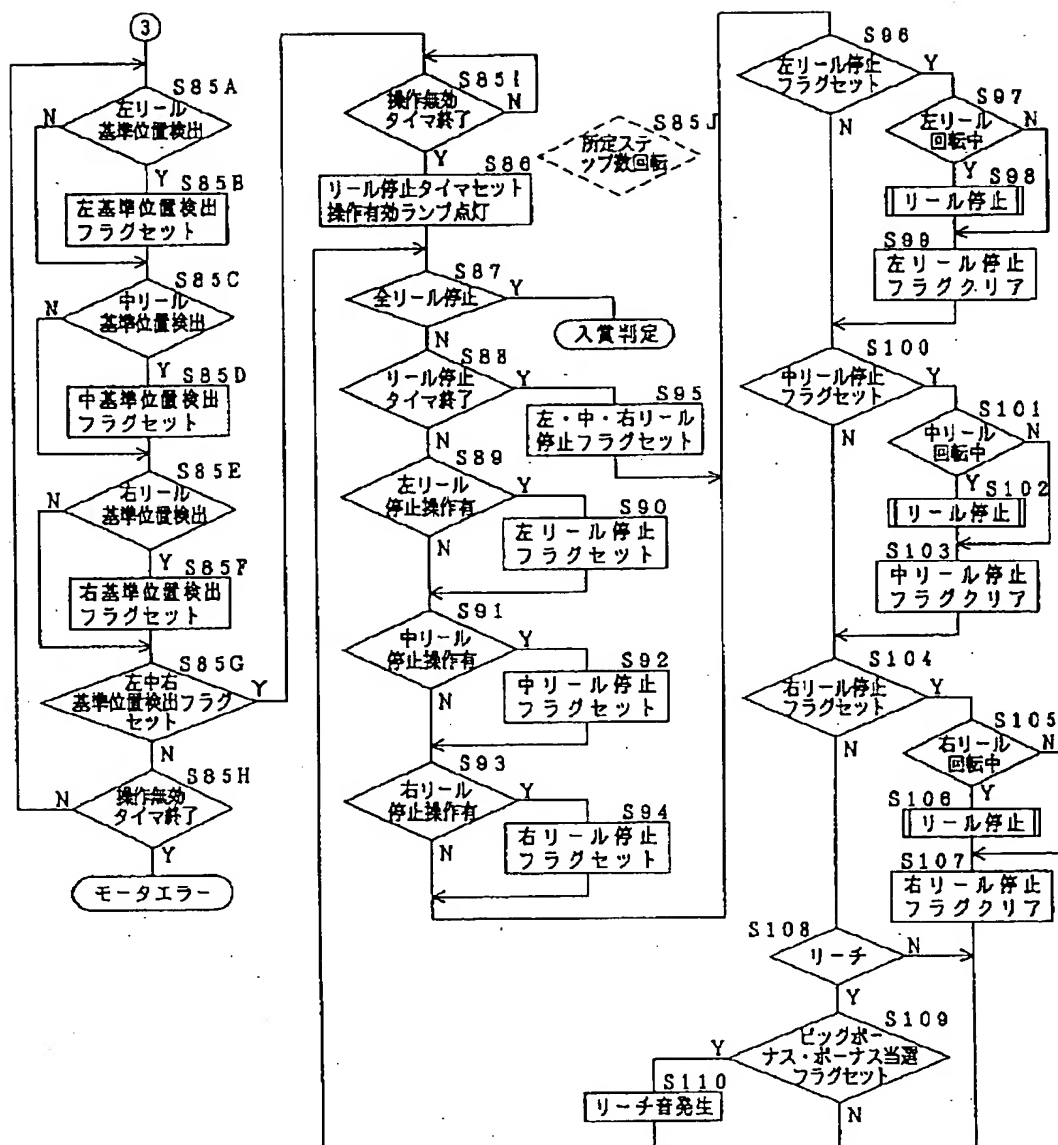 3
S85A
左リール
基準位置検出
N
Y
S85B
左基準位置検出
フラグセット
S85C
中リール
基準位置検出
N
Y
S85D
中基準位置検出
フラグセット
S85E
右リール
基準位置検出
N
Y
S85F
右基準位置検出
フラグセット
S85G
左中右
基準位置検出フラグ
セット
Y
N
S85H
操作無効
タイマ終了
N
Y
モータエラー
S85I
操作無効
タイマ終了
N
Y
S85J
所定ステ
ップ数回転
S86
リール停止タイマセット
操作有効ランプ点灯
S87
全リール停止
Y
N
入賞判定
S88
リール停止
タイマ終了
Y
N
S95
左・中・右リール
停止フラグセット
S89
左リール
停止操作有
Y
N
S90
左リール停止
フラグセット
S91
中リール
停止操作有
Y
N
S92
中リール停止
フラグセット
S93
右リール
停止操作有
Y
N
S94
右リール停止
フラグセット
S96
左リール停止
フラグセット
Y
N
S97
左リール
回転中
N
Y
S98
リール停止
S99
左リール停止
フラグクリア
S100
中リール停止
フラグセット
Y
N
S101
中リール
回転中
N
Y
S102
リール停止
S103
中リール停止
フラグクリア
S104
右リール停止
フラグセット
Y
N
S105
右リール
回転中
N
Y
S106
リール停止
S107
右リール停止
フラグクリア
S108
リーチ
N
Y
S109
ビッグボー
ナス・ボーナス当選
フラグセット
Y
N
S110
リーチ音発生